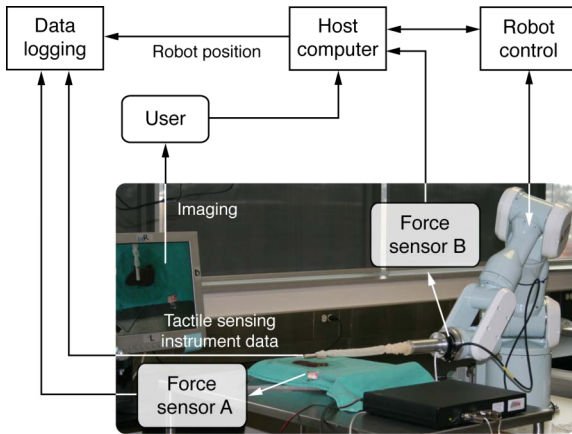 Data
logging
Host
computer
Robot
control
Robot position
User
Imaging
Force
sensor B
Tactile sensing
instrument data
Force
sensor A